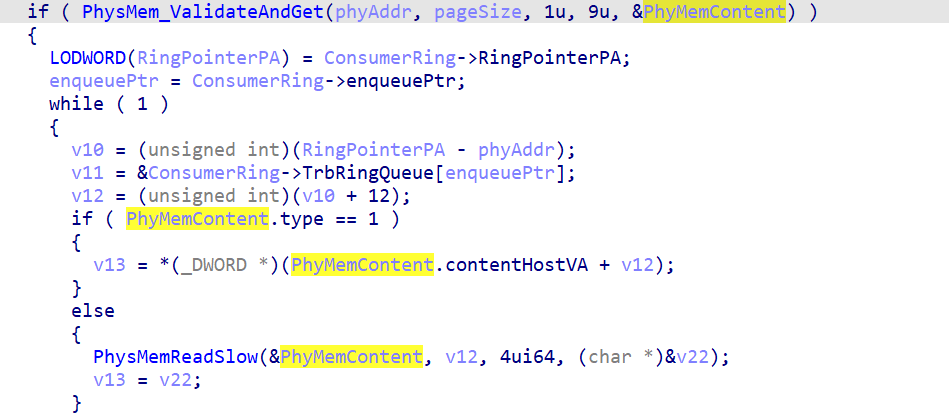 if ( PhysMem_ValidateAndGet(phyAddr, pageSize, 1u, 9u, &PhyMemContent) )
{
LODWORD(RingPointerPA) = ConsumerRing->RingPointerPA;
enqueuePtr = ConsumerRing->enqueuePtr;
while ( 1 )
{
v10 = (unsigned int)(RingPointerPA - phyAddr);
v11 = &ConsumerRing->TrbRingQueue[enqueuePtr];
v12 = (unsigned int)(v10 + 12);
if ( PhyMemContent.type == 1 )
{
v13 = *(_DWORD *)(PhyMemContent.contentHostVA + v12);
}
else
{
PhysMemReadSlow(&PhyMemContent, v12, 4ui64, (char *)&v22);
v13 = v22;
}